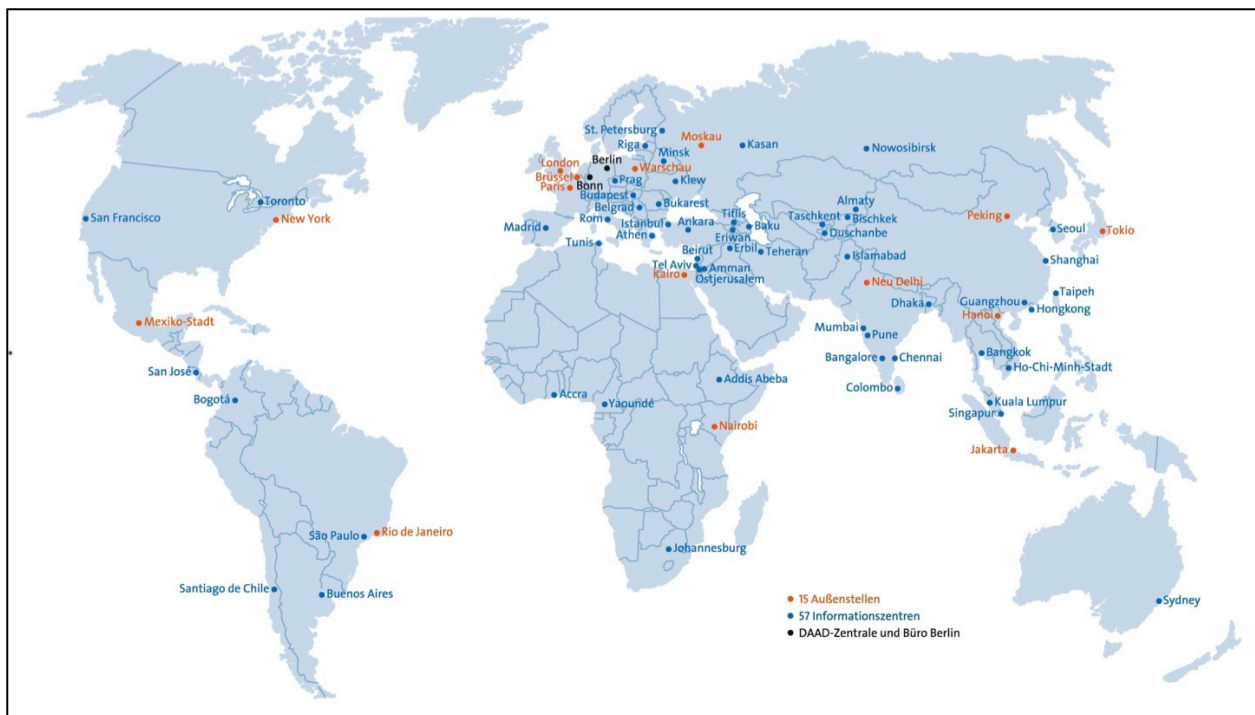 St. Petersburg
Moskau
Riga
Kasan
Nowosibirsk
Minsk
London
Berlin
Warschau
Brüssel
Bonn
Prag
Kiew
Paris
Budapest
Toronto
Belgrad
Bukarest
Almaty
San Francisco
New York
Rom
Istanbul
Ankara
Tiflis
Taschkent
Bischkek
Peking
Madrid
Athen
Eriwan
Baku
Duschanbe
Seoul
Tokio
Tunis
Beirut
Erbil
Teheran
Islamabad
Shanghai
Tel Aviv
Amman
Kairo
Ostjerusalem
Neu Delhi
Dhaka
Guangzhou
Taipeh
Hongkong
Mexiko-Stadt
Hanoi
Mumbai
Pune
Bangalore
Chennai
Bangkok
San José
Ho-Chi-Minh-Stadt
Addis Abeba
Colombo
Bogotá
Accra
Yaoundé
Kuala Lumpur
Singapur
Nairobi
Jakarta
São Paulo
Rio de Janeiro
Johannesburg
Santiago de Chile
Buenos Aires
Sydney
15 Außenstellen
57 Informationszentren
DAAD-Zentrale und Büro Berlin